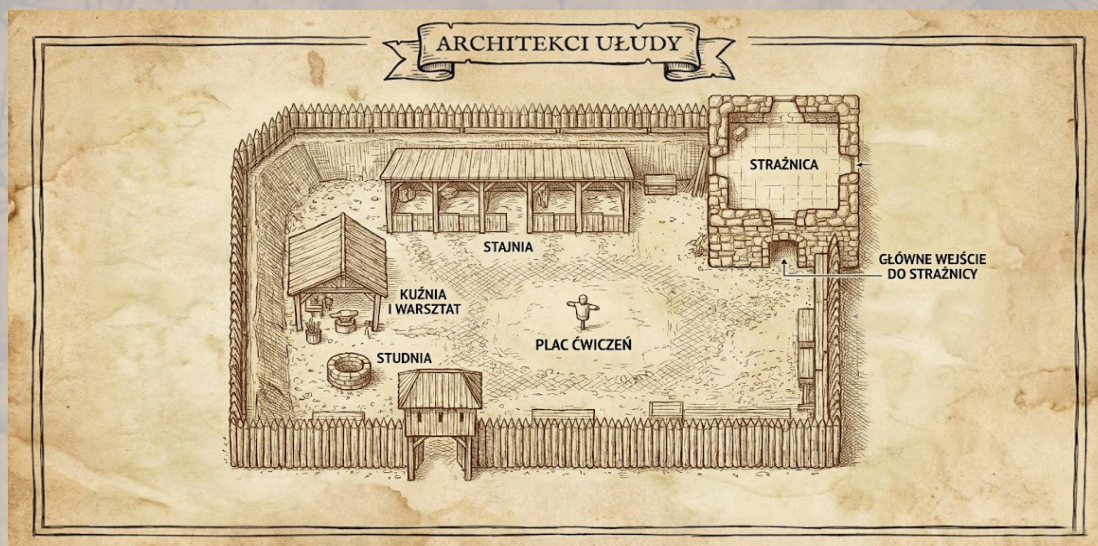 ARCHITEKCI UŁUDY
STRAŻNICA
STAJNIA
GŁÓWNE WEJŚCIE
DO STRAŻNICY
KUŹNIA
I WARSZTAT
PLAC ĆWICZEŃ
STUDNIA